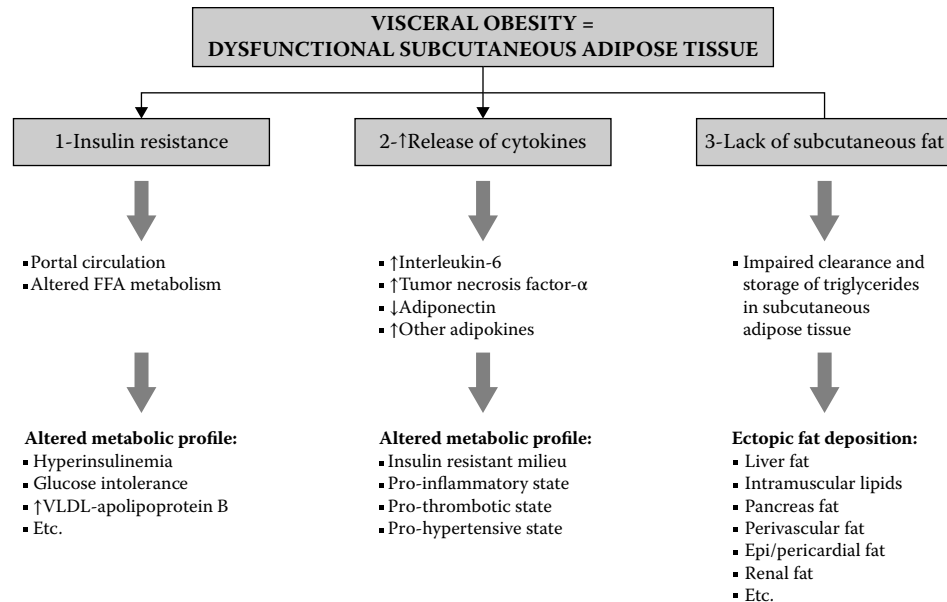 VISCERAL OBESITY =
DYSFUNCTIONAL SUBCUTANEOUS ADIPOSE TISSUE
1-Insulin resistance
▪ Portal circulation
▪ Altered FFA metabolism
Altered metabolic profile:
▪ Hyperinsulinemia
▪ Glucose intolerance
▪ ↑VLDL-apolipoprotein B
▪ Etc.
2-↑Release of cytokines
▪ ↑Interleukin-6
▪ ↑Tumor necrosis factor-α
▪ ↓Adiponectin
▪ ↑Other adipokines
Altered metabolic profile:
▪ Insulin resistant milieu
▪ Pro-inflammatory state
▪ Pro-thrombotic state
▪ Pro-hypertensive state
3-Lack of subcutaneous fat
▪ Impaired clearance and
storage of triglycerides
in subcutaneous
adipose tissue
Ectopic fat deposition:
▪ Liver fat
▪ Intramuscular lipids
▪ Pancreas fat
▪ Perivascular fat
▪ Epi/pericardial fat
▪ Renal fat
▪ Etc.